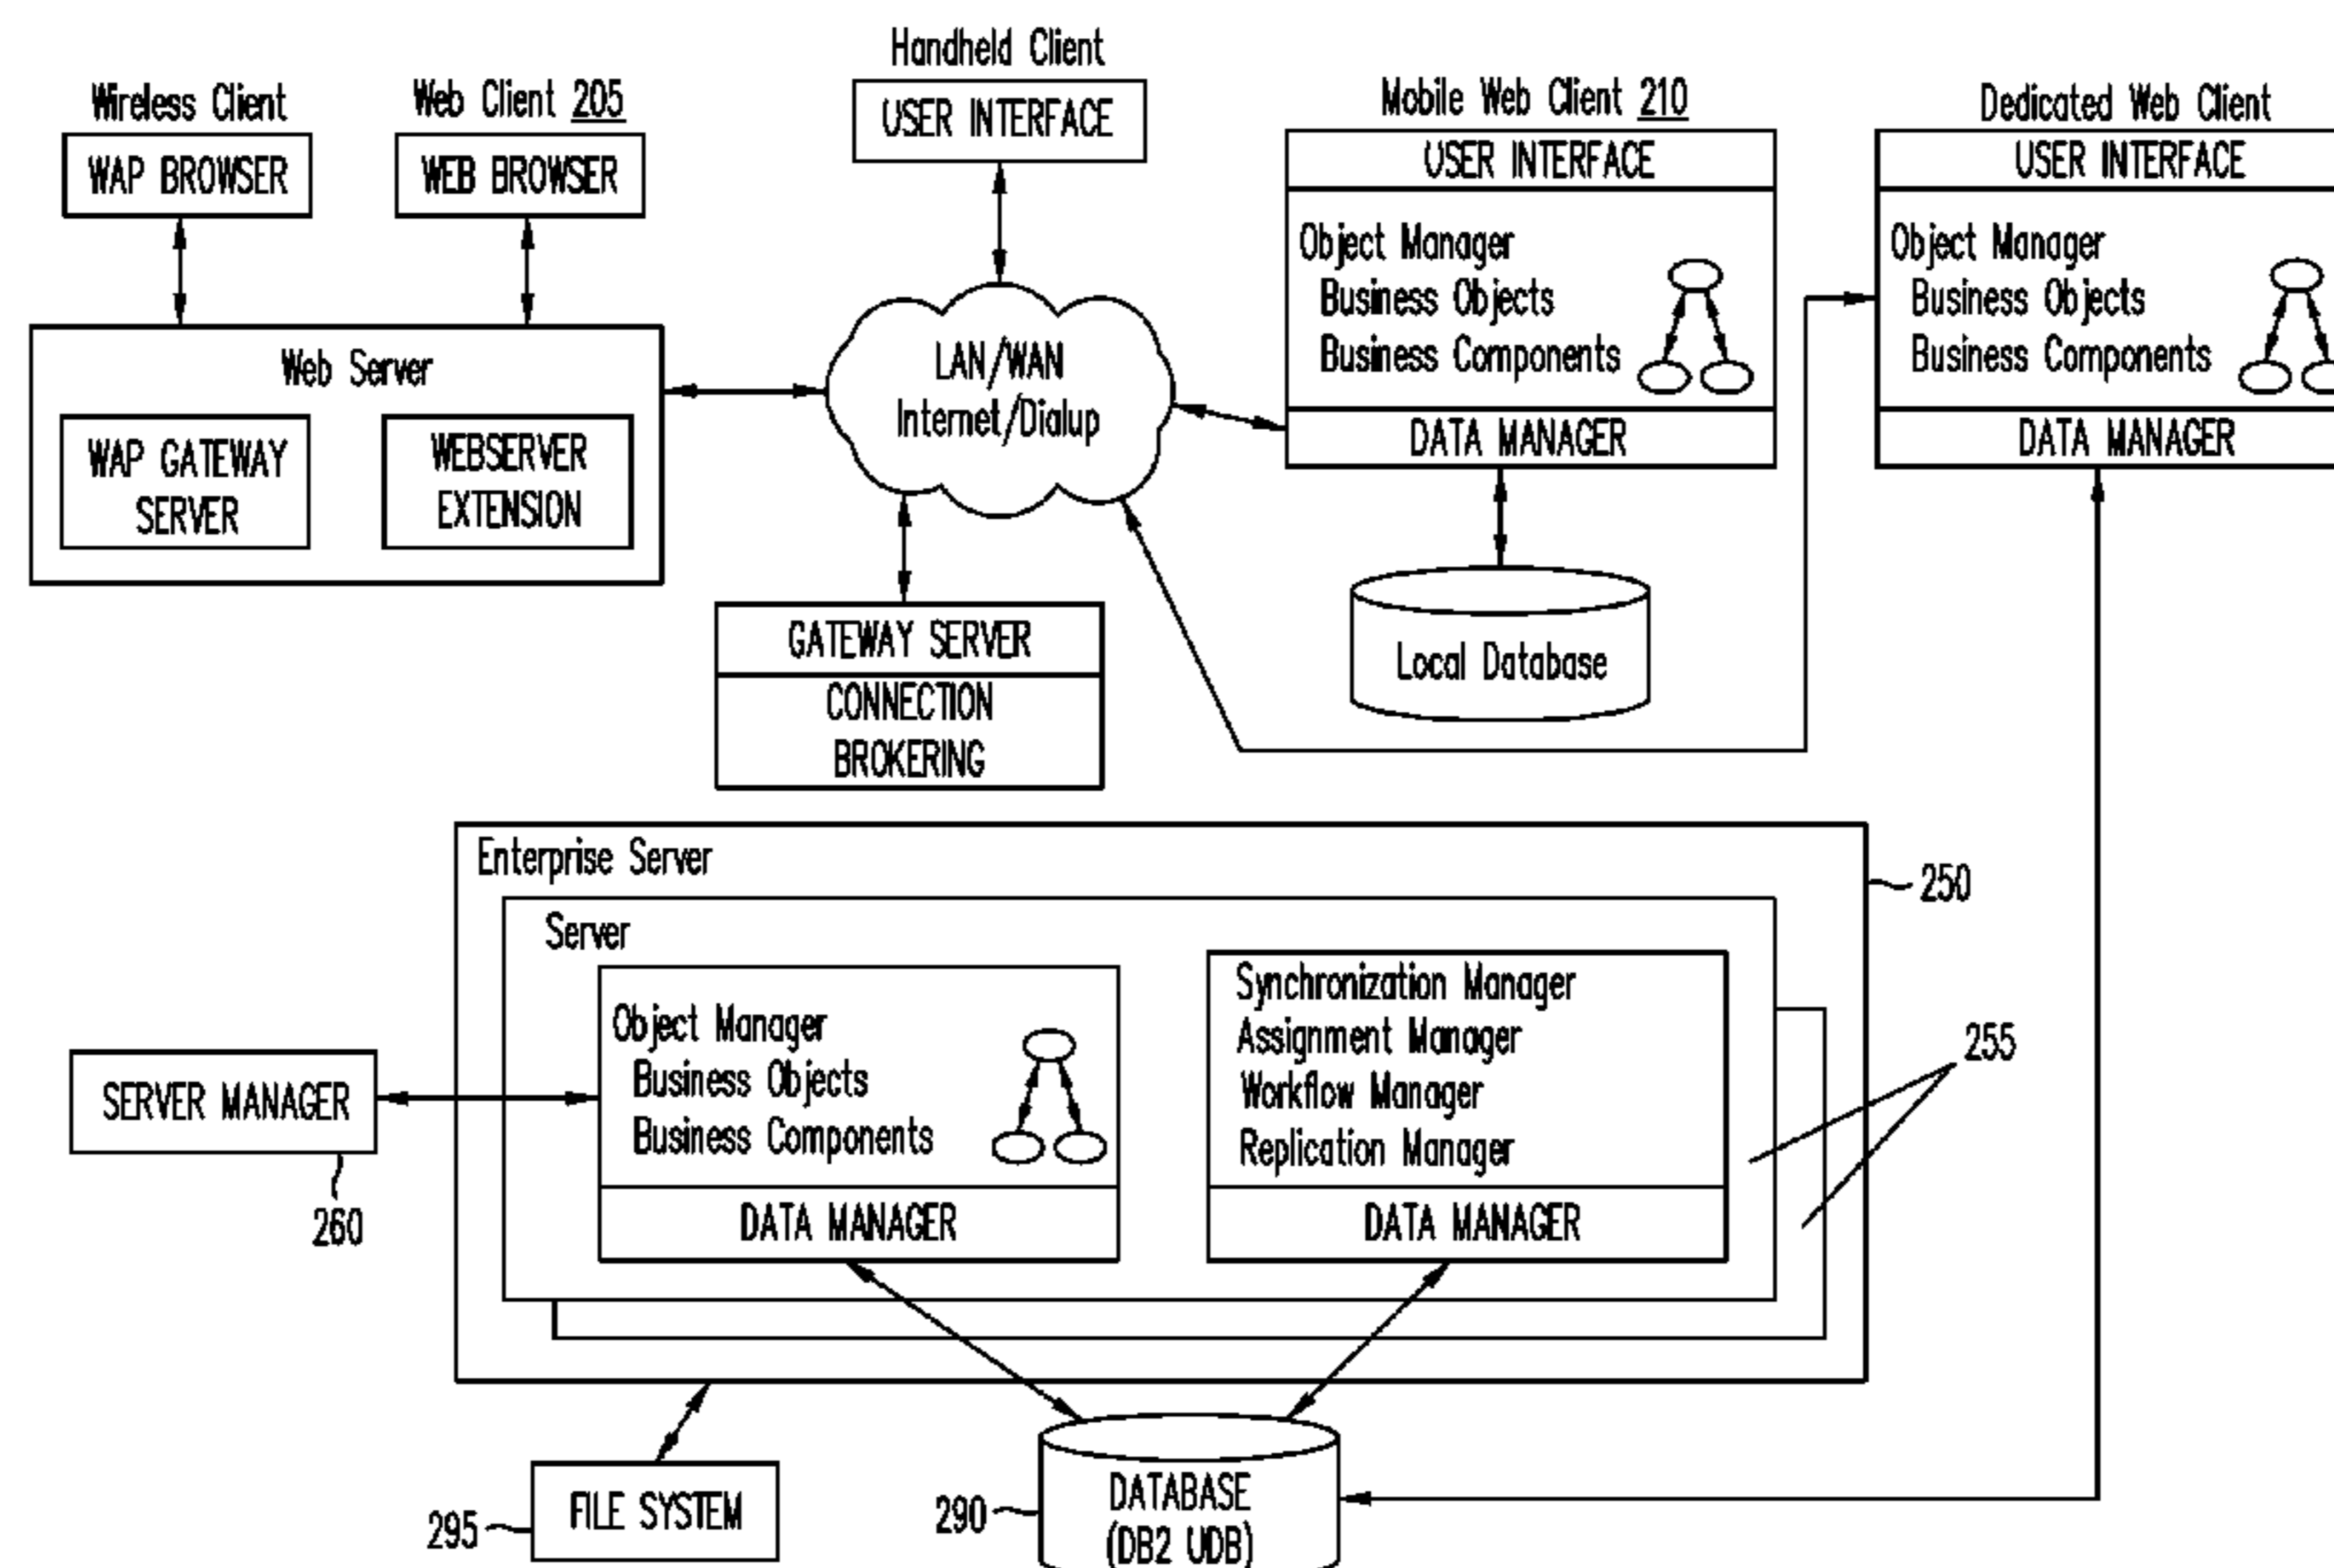 Handheld Client
USER INTERFACE
Wireless Client
WAP BROWSER
Web Client 205
WEB BROWSER
Mobile Web Client 210
USER INTERFACE
Object Manager
Business Objects
Business Components
DATA MANAGER
Dedicated Web Client
USER INTERFACE
Object Manager
Business Objects
Business Components
DATA MANAGER
Web Server
WAP GATEWAY
SERVER
WEBSERVER
EXTENSION
LAN/WAN
Internet/Dialup
Local Database
GATEWAY SERVER
CONNECTION
BROKERING
Enterprise Server
250
Server
Object Manager
Business Objects
Business Components
DATA MANAGER
Synchronization Manager
Assignment Manager
Workflow Manager
Replication Manager
DATA MANAGER
255
SERVER MANAGER
260
FILE SYSTEM
295
290
DATABASE
(DB2 UDB)